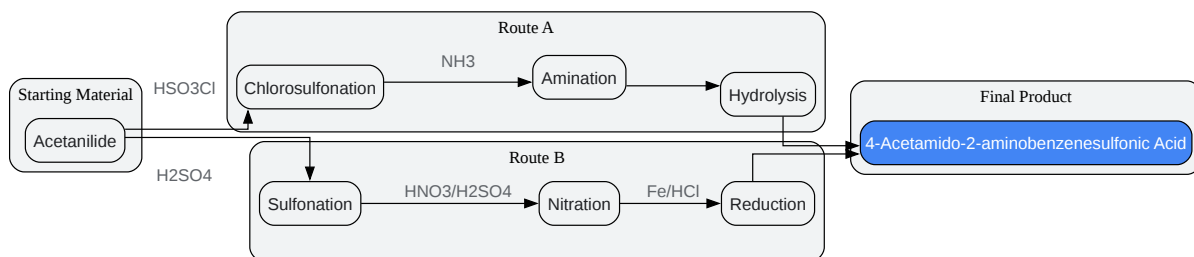 Route A
NH3
Chlorosulfonation
Amination
Hydrolysis
HSO3Cl
Starting Material
Acetanilide
H2SO4
Route B
HNO3/H2SO4
Fe/HCl
Sulfonation
Nitration
Reduction
Final Product
4-Acetamido-2-aminobenzenesulfonic Acid